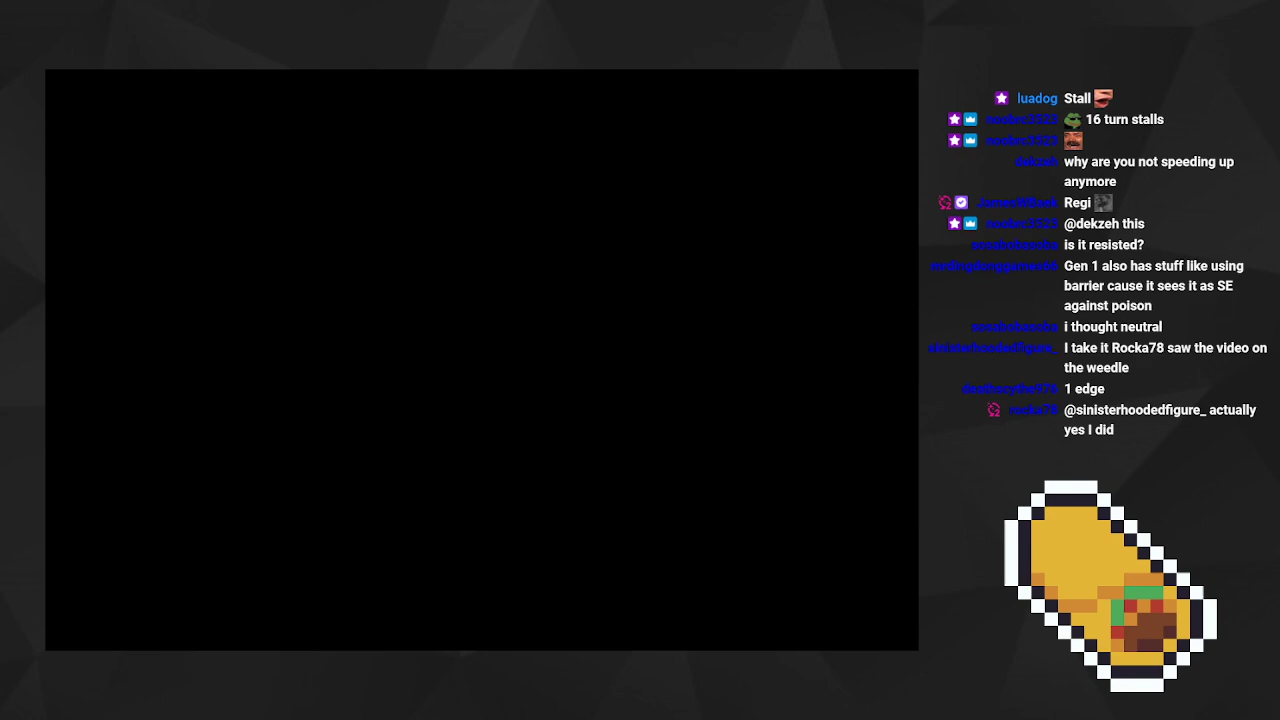 luadog Stall
16 turn stalls
why are you not speeding up
anymore
Regi
@dekzeh this
is it resisted?
Gen 1 also has stuff like using
barrier cause it sees it as SE
against poison
i thought neutral
sinisterhoodedfigure_ I take it Rocka78 saw the video on
the weedle
1 edge
rocka78 @sinisterhoodedfigure_ actually
yes I did